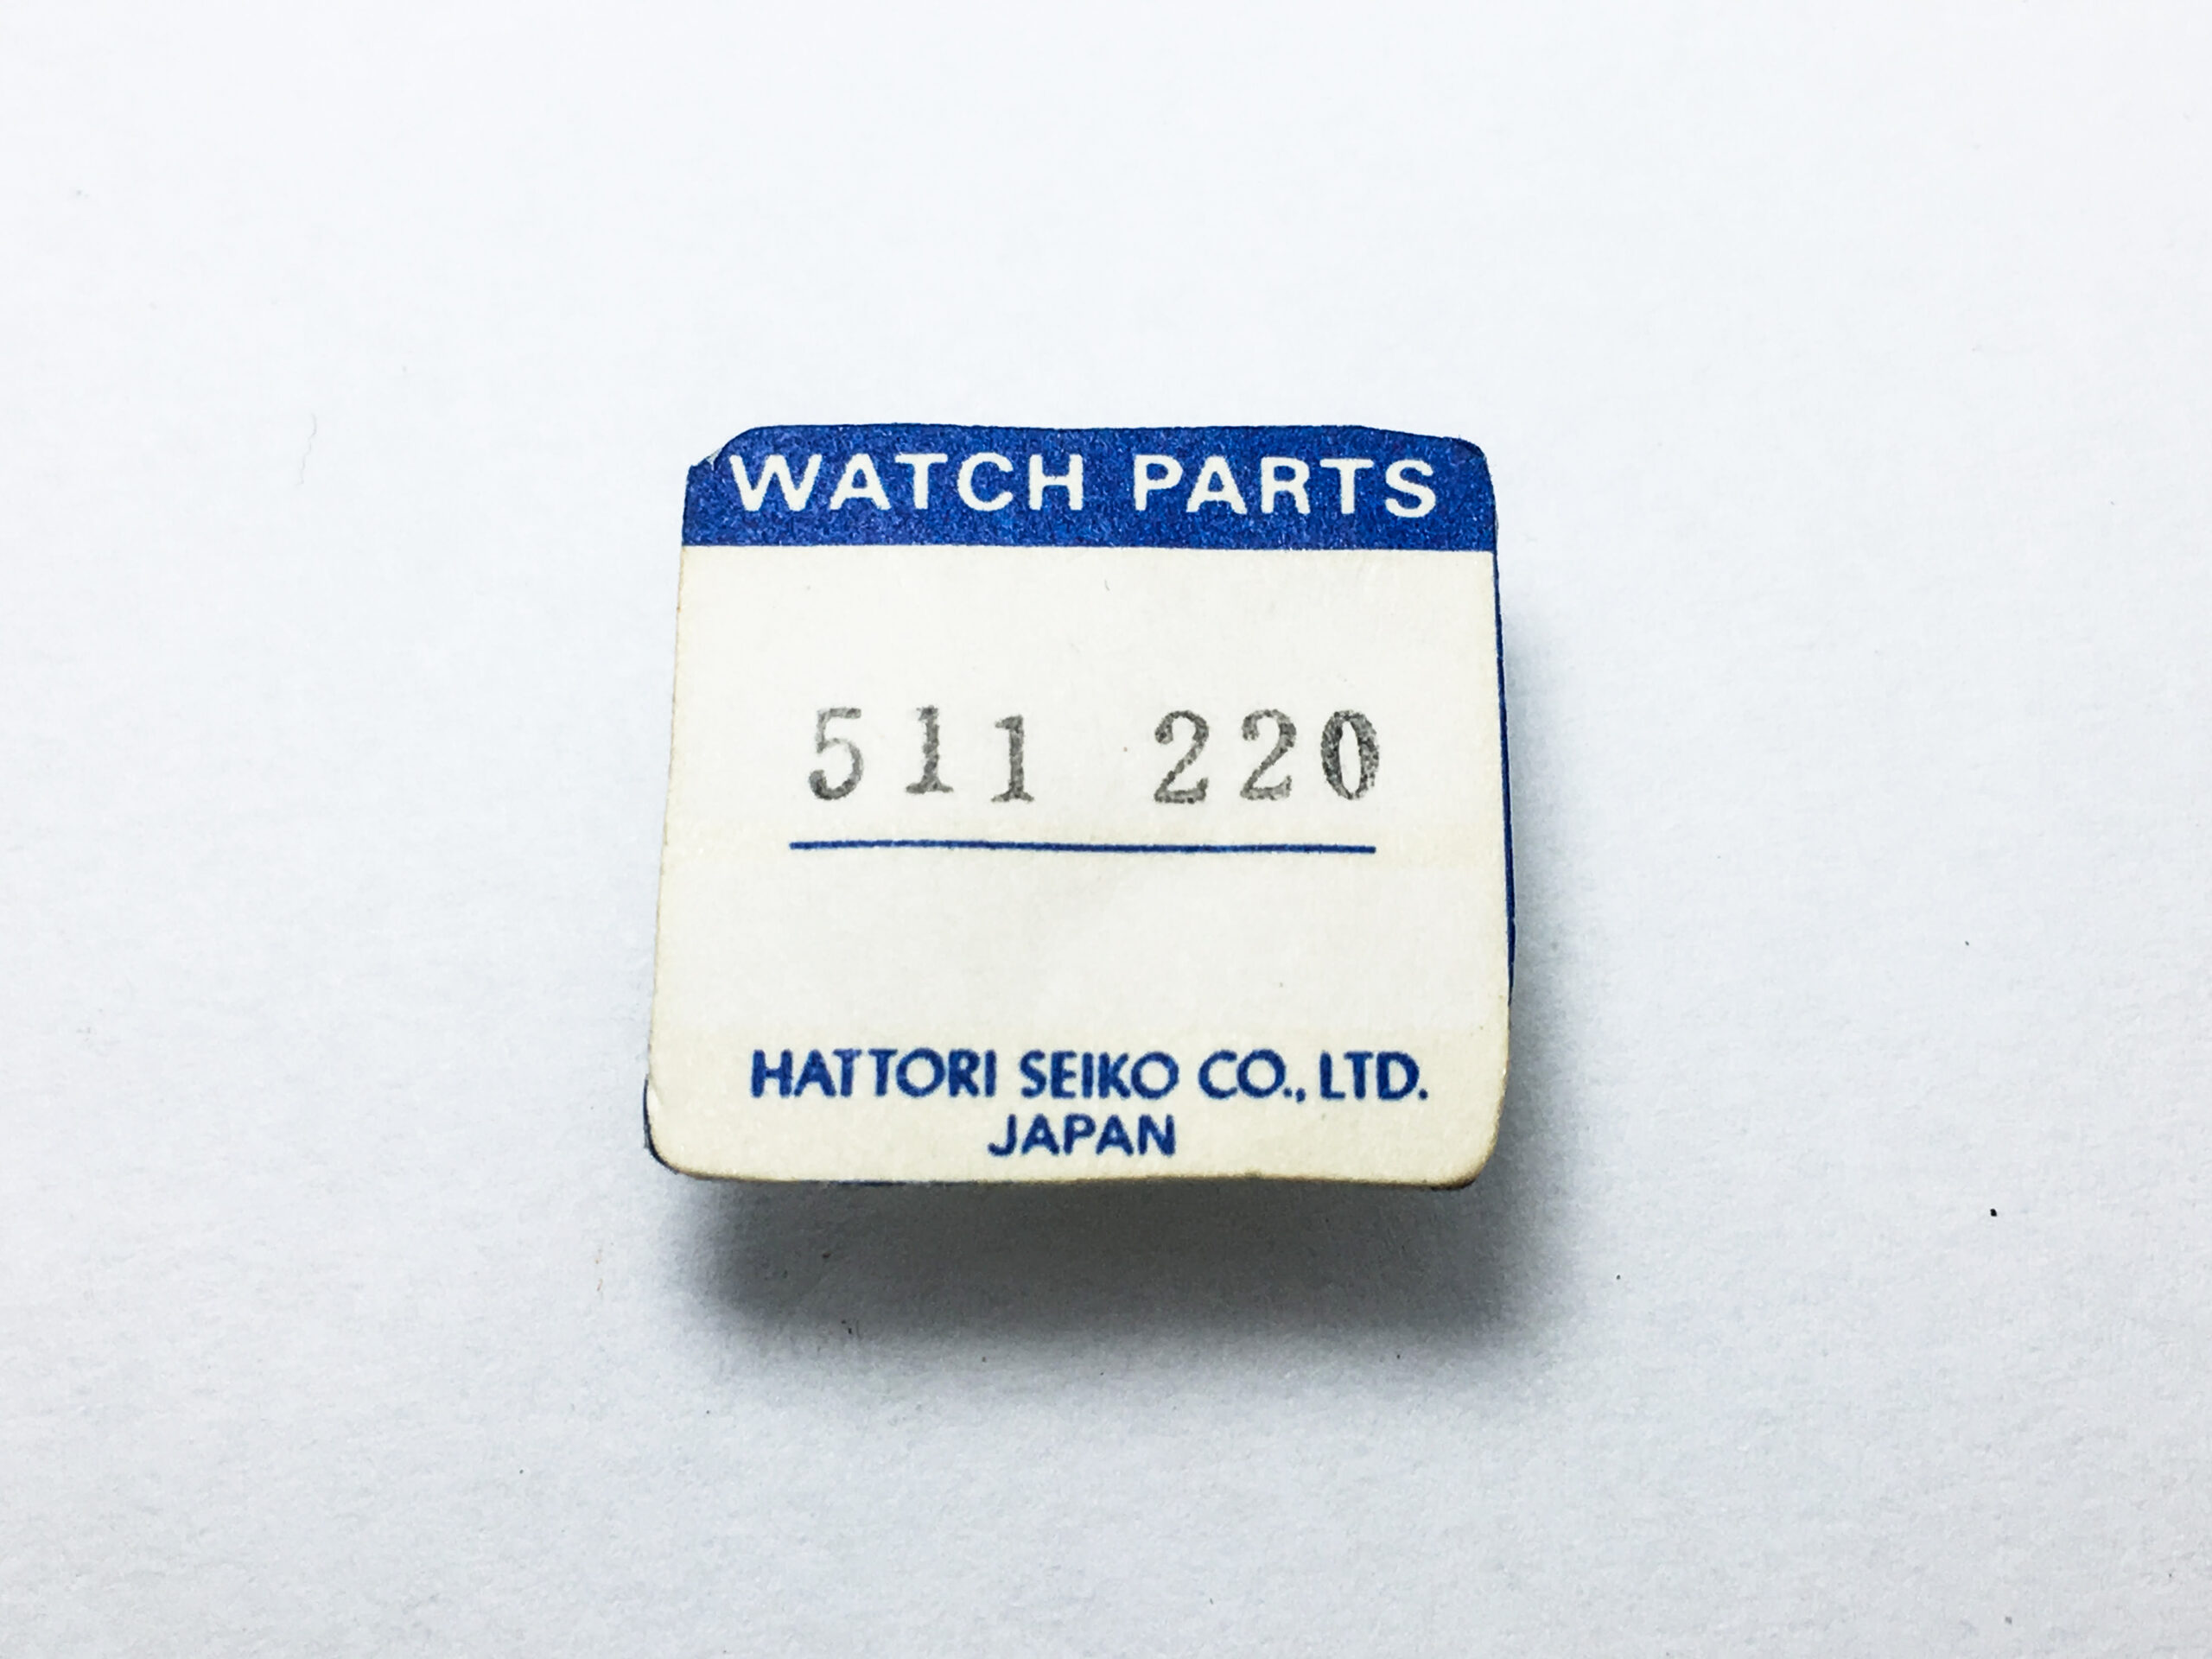 WATCH PARTS
511 220
HATTORI SEIKO CO., LTD.
JAPAN